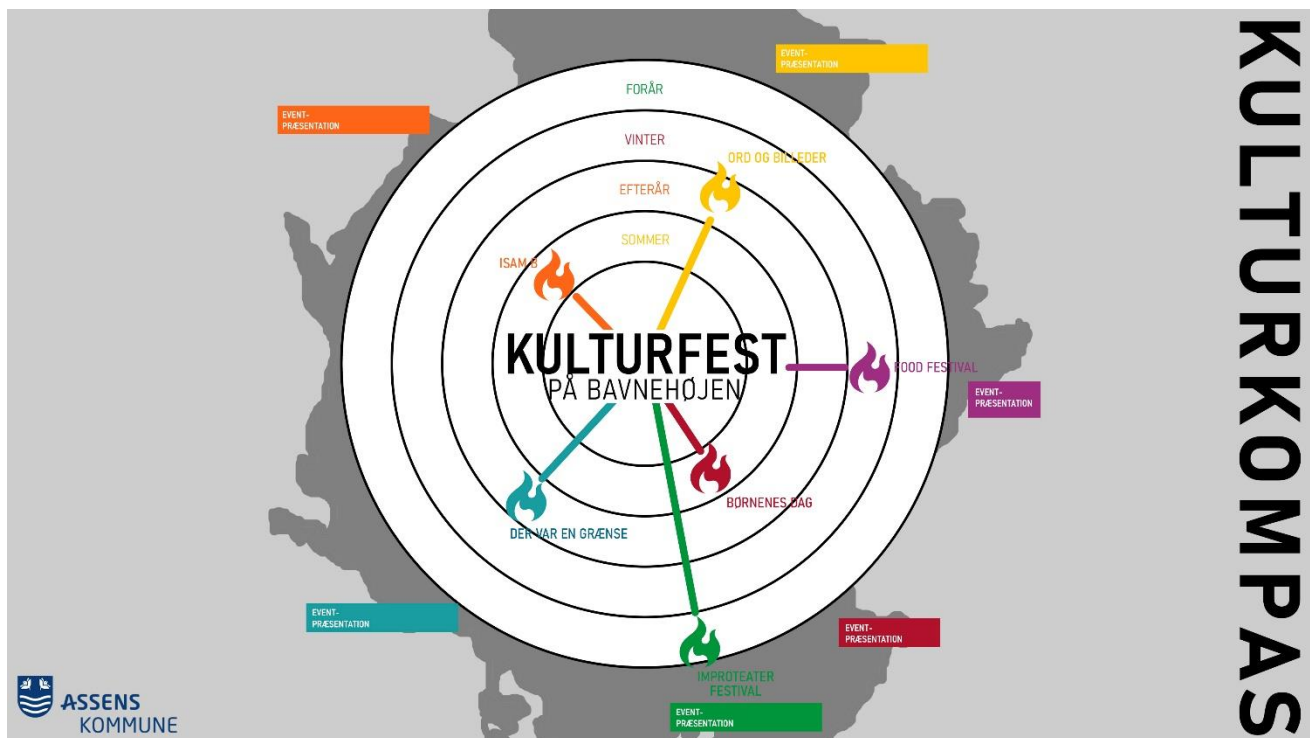 KULTURKOMPAS
EVENT-
PRÆSENTATION
EVENT-
PRÆSENTATION
FORÅR
VINTER
ORD OG BILLEDER
EFTERÅR
SOMMER
ISAM B
KULTURFEST
PÅ BAVNEHØJEN
FOOD FESTIVAL
EVENT-
PRÆSENTATION
BØRNENES DAG
DER VAR EN GRÆNSE
EVENT-
PRÆSENTATION
EVENT-
PRÆSENTATION
IMPROTEATER
FESTIVAL
EVENT-
PRÆSENTATION
ASSENS
KOMMUNE